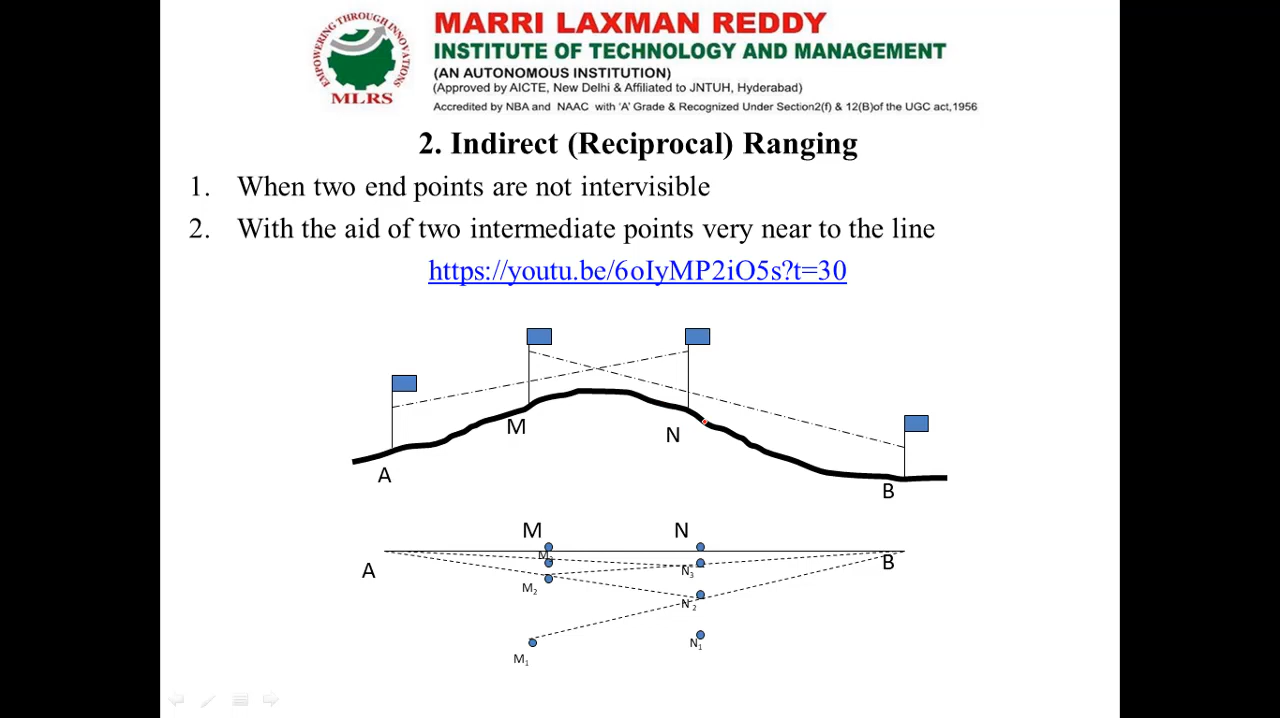 EMPOWERING THROUGH INNOVATIONS
MLRS
MARRI LAXMAN REDDY
INSTITUTE OF TECHNOLOGY AND MANAGEMENT
(AN AUTONOMOUS INSTITUTION)
(Approved by AICTE, New Delhi & Affiliated to JNTUH, Hyderabad)
Accredited by NBA and NAAC with 'A' Grade & Recognized Under Section2(f) & 12(B)of the UGC act,1956
2. Indirect (Reciprocal) Ranging
1. When two end points are not intervisible
2. With the aid of two intermediate points very near to the line
https://youtu.be/6oIyMP2iO5s?t=30
M
N
A
B
M
N
M3
A
B
N3
M2
N2
N1
M1